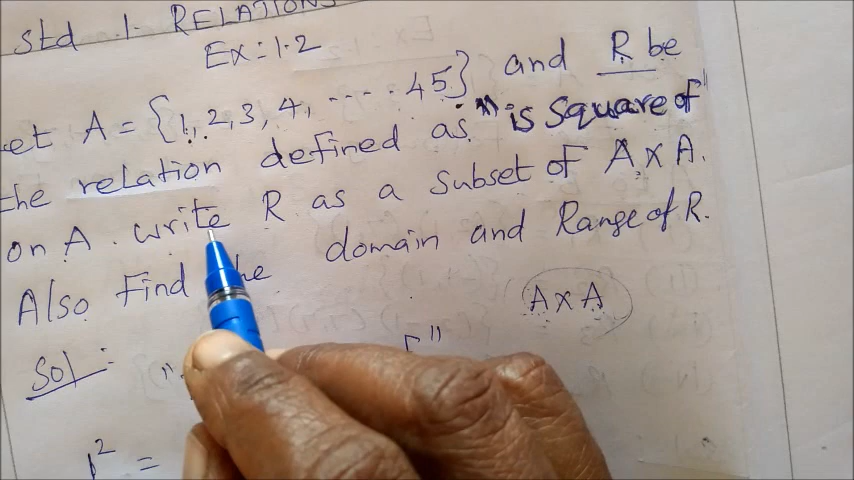 std 1. RELATIONS
Ex: 1.2
et A = {1, 2, 3, 4, ..... 45} and R be
the relation defined as "is square of"
on A. write R as a subset of A x A.
Also Find the domain and Range of R.
A x A
Sol: